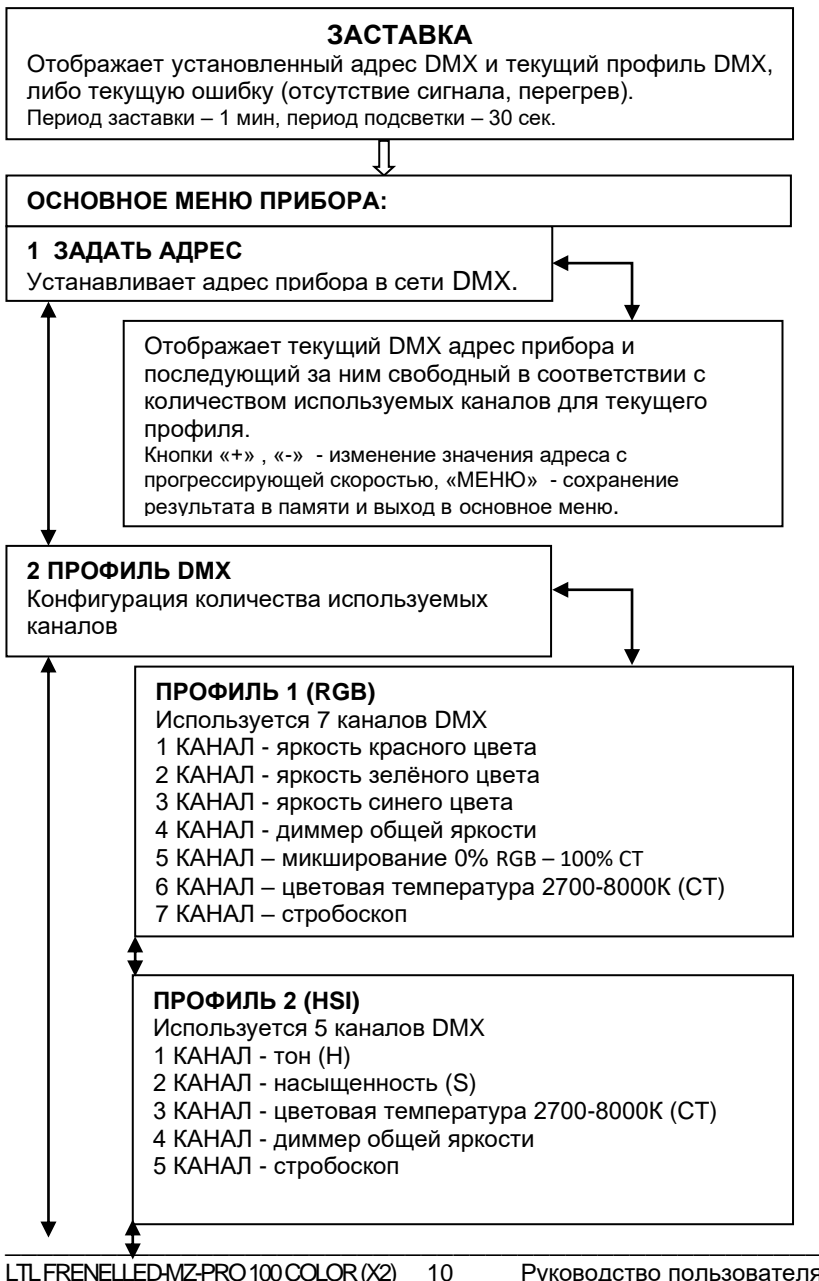 ЗАСТАВКА
Отображает установленный адрес DMX и текущий профиль DMX,
либо текущую ошибку (отсутствие сигнала, перегрев).
Период заставки – 1 мин, период подсветки – 30 сек.
ОСНОВНОЕ МЕНЮ ПРИБОРА:
1 ЗАДАТЬ АДРЕС
Устанавливает адрес прибора в сети DMX.
Отображает текущий DMX адрес прибора и
последующий за ним свободный в соответствии с
количеством используемых каналов для текущего
профиля.
Кнопки «+» , «-» - изменение значения адреса с
прогрессирующей скоростью, «МЕНЮ» - сохранение
результата в памяти и выход в основное меню.
2 ПРОФИЛЬ DMX
Конфигурация количества используемых
каналов
ПРОФИЛЬ 1 (RGB)
Используется 7 каналов DMX
1 КАНАЛ - яркость красного цвета
2 КАНАЛ - яркость зелёного цвета
3 КАНАЛ - яркость синего цвета
4 КАНАЛ - диммер общей яркости
5 КАНАЛ – микширование 0% RGB – 100% CT
6 КАНАЛ – цветовая температура 2700-8000К (СТ)
7 КАНАЛ – стробоскоп
ПРОФИЛЬ 2 (HSI)
Используется 5 каналов DMX
1 КАНАЛ - тон (H)
2 КАНАЛ - насыщенность (S)
3 КАНАЛ - цветовая температура 2700-8000К (СТ)
4 КАНАЛ - диммер общей яркости
5 КАНАЛ - стробоскоп
LTL FRENELLED-MZ-PRO 100 COLOR (X2) 10 Руководство пользователя